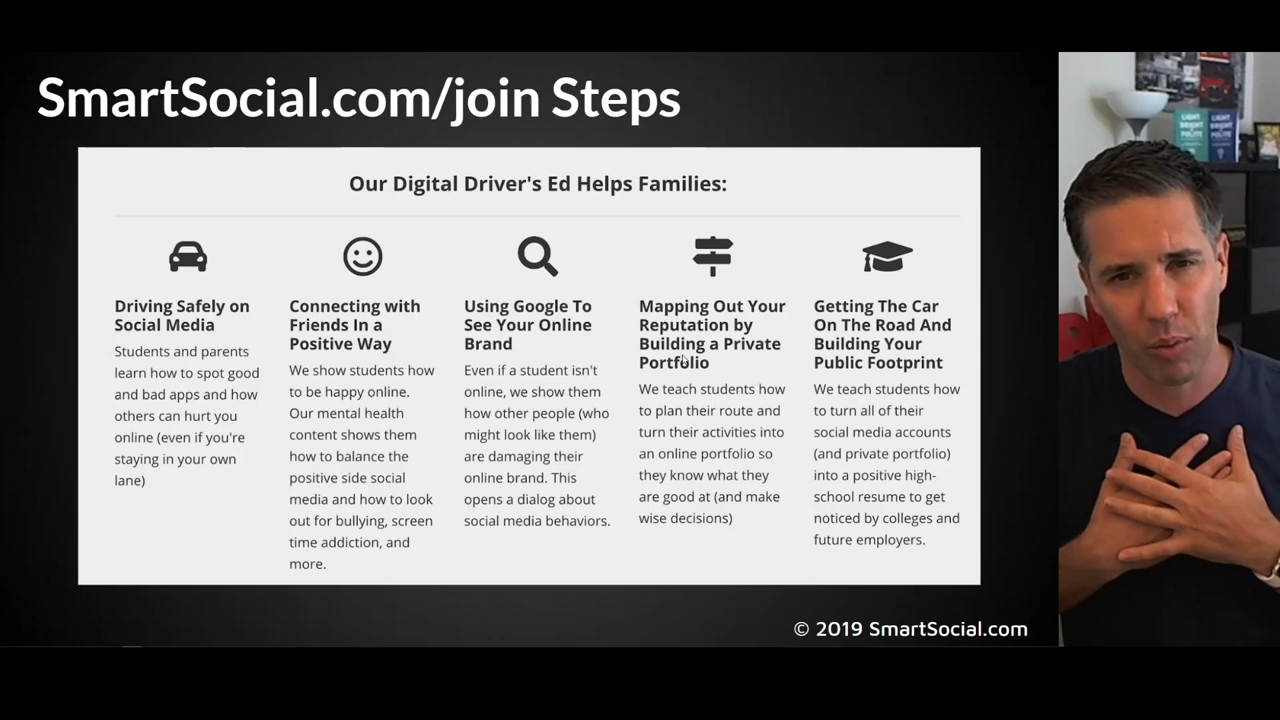 SmartSocial.com/join Steps
Our Digital Driver's Ed Helps Families:
Driving Safely on
Social Media
Students and parents
learn how to spot good
and bad apps and how
others can hurt you
online (even if you're
staying in your own
lane)
Connecting with
Friends In a
Positive Way
We show students how
to be happy online.
Our mental health
content shows them
how to balance the
positive side social
media and how to look
out for bullying, screen
time addiction, and
more.
Using Google To
See Your Online
Brand
Even if a student isn't
online, we show them
how other people (who
might look like them)
are damaging their
online brand. This
opens a dialog about
social media behaviors.
Mapping Out Your
Reputation by
Building a Private
Portfolio
We teach students how
to plan their route and
turn their activities into
an online portfolio so
they know what they
are good at (and make
wise decisions)
Getting The Car
On The Road And
Building Your
Public Footprint
We teach students how
to turn all of their
social media accounts
(and private portfolio)
into a positive high-
school resume to get
noticed by colleges and
future employers.
© 2019 SmartSocial.com
LIGHT
BRIGHT
POLITE
LIGHT
BRIGHT
POLITE